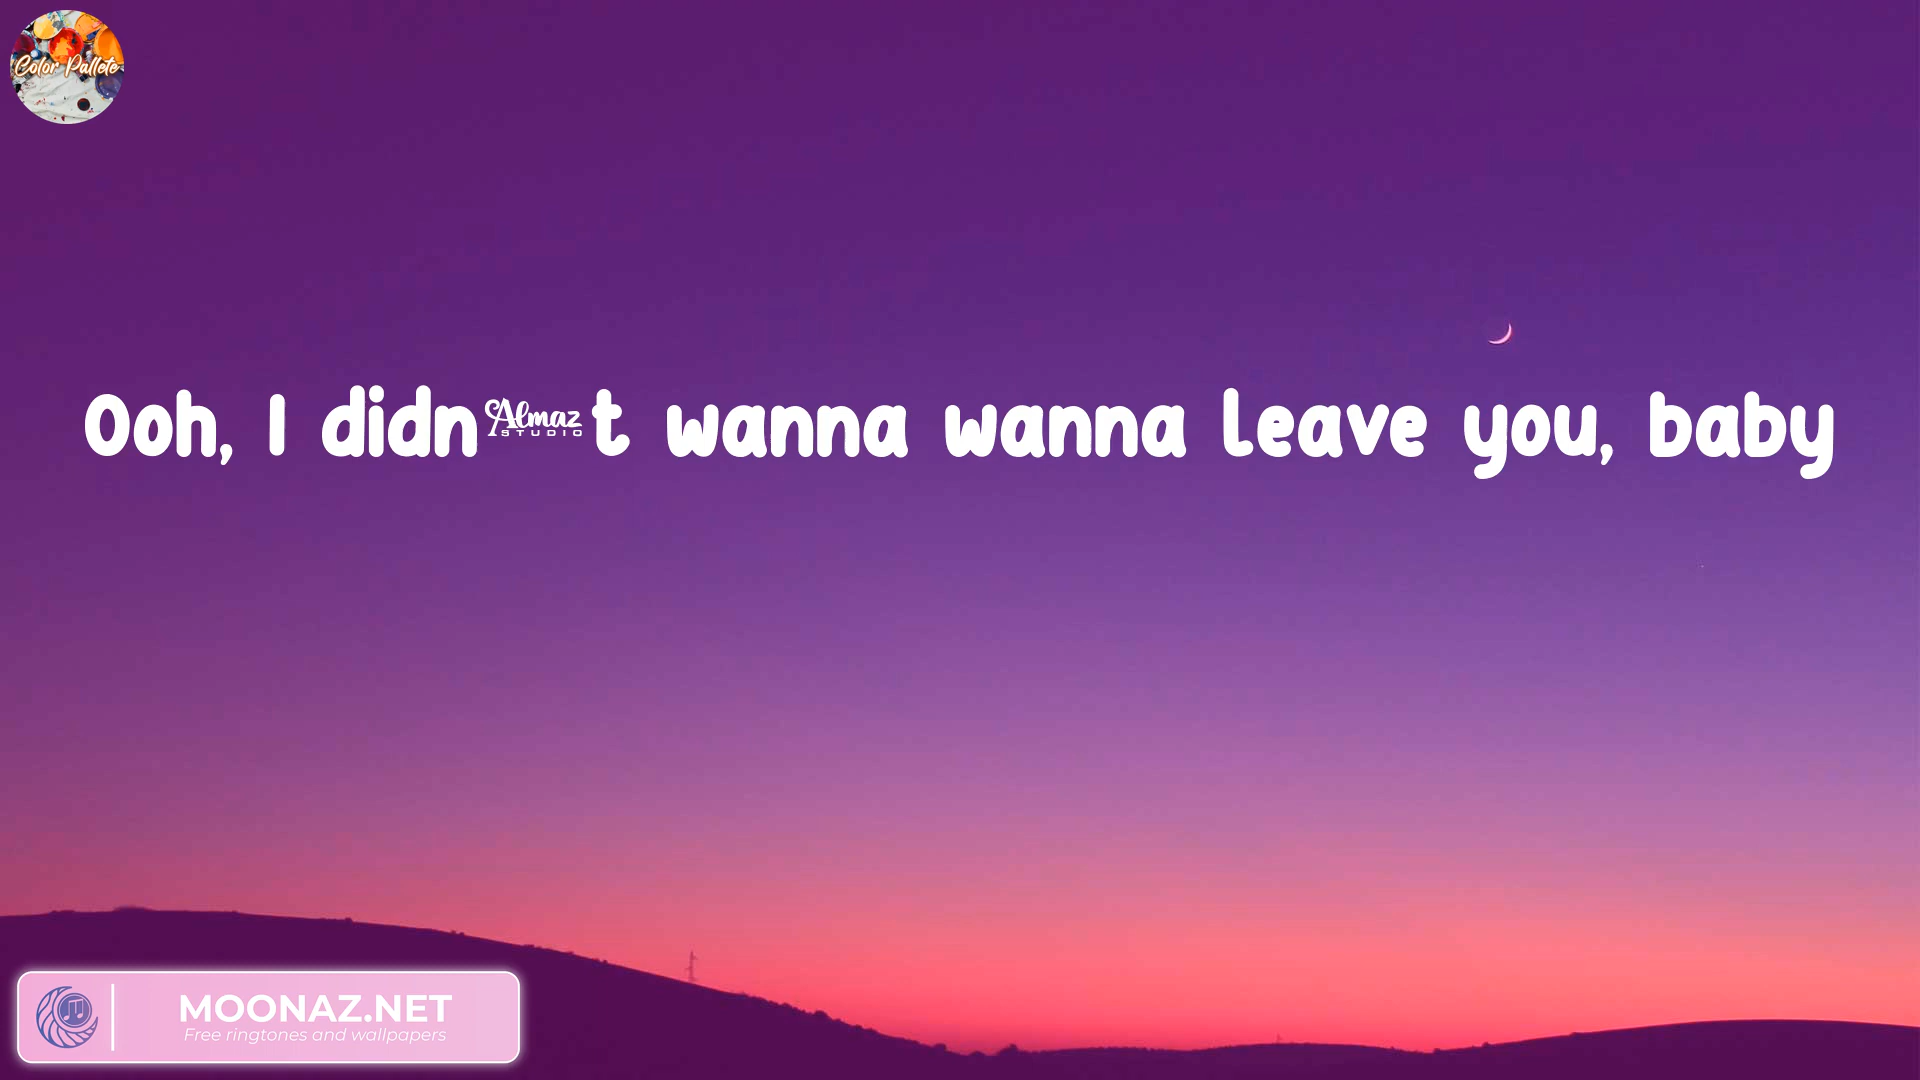 Color Pallete
Ooh, I didn Almaz STUDIO t wanna wanna leave you, baby
MOONAZ.NET
Free ringtones and wallpapers